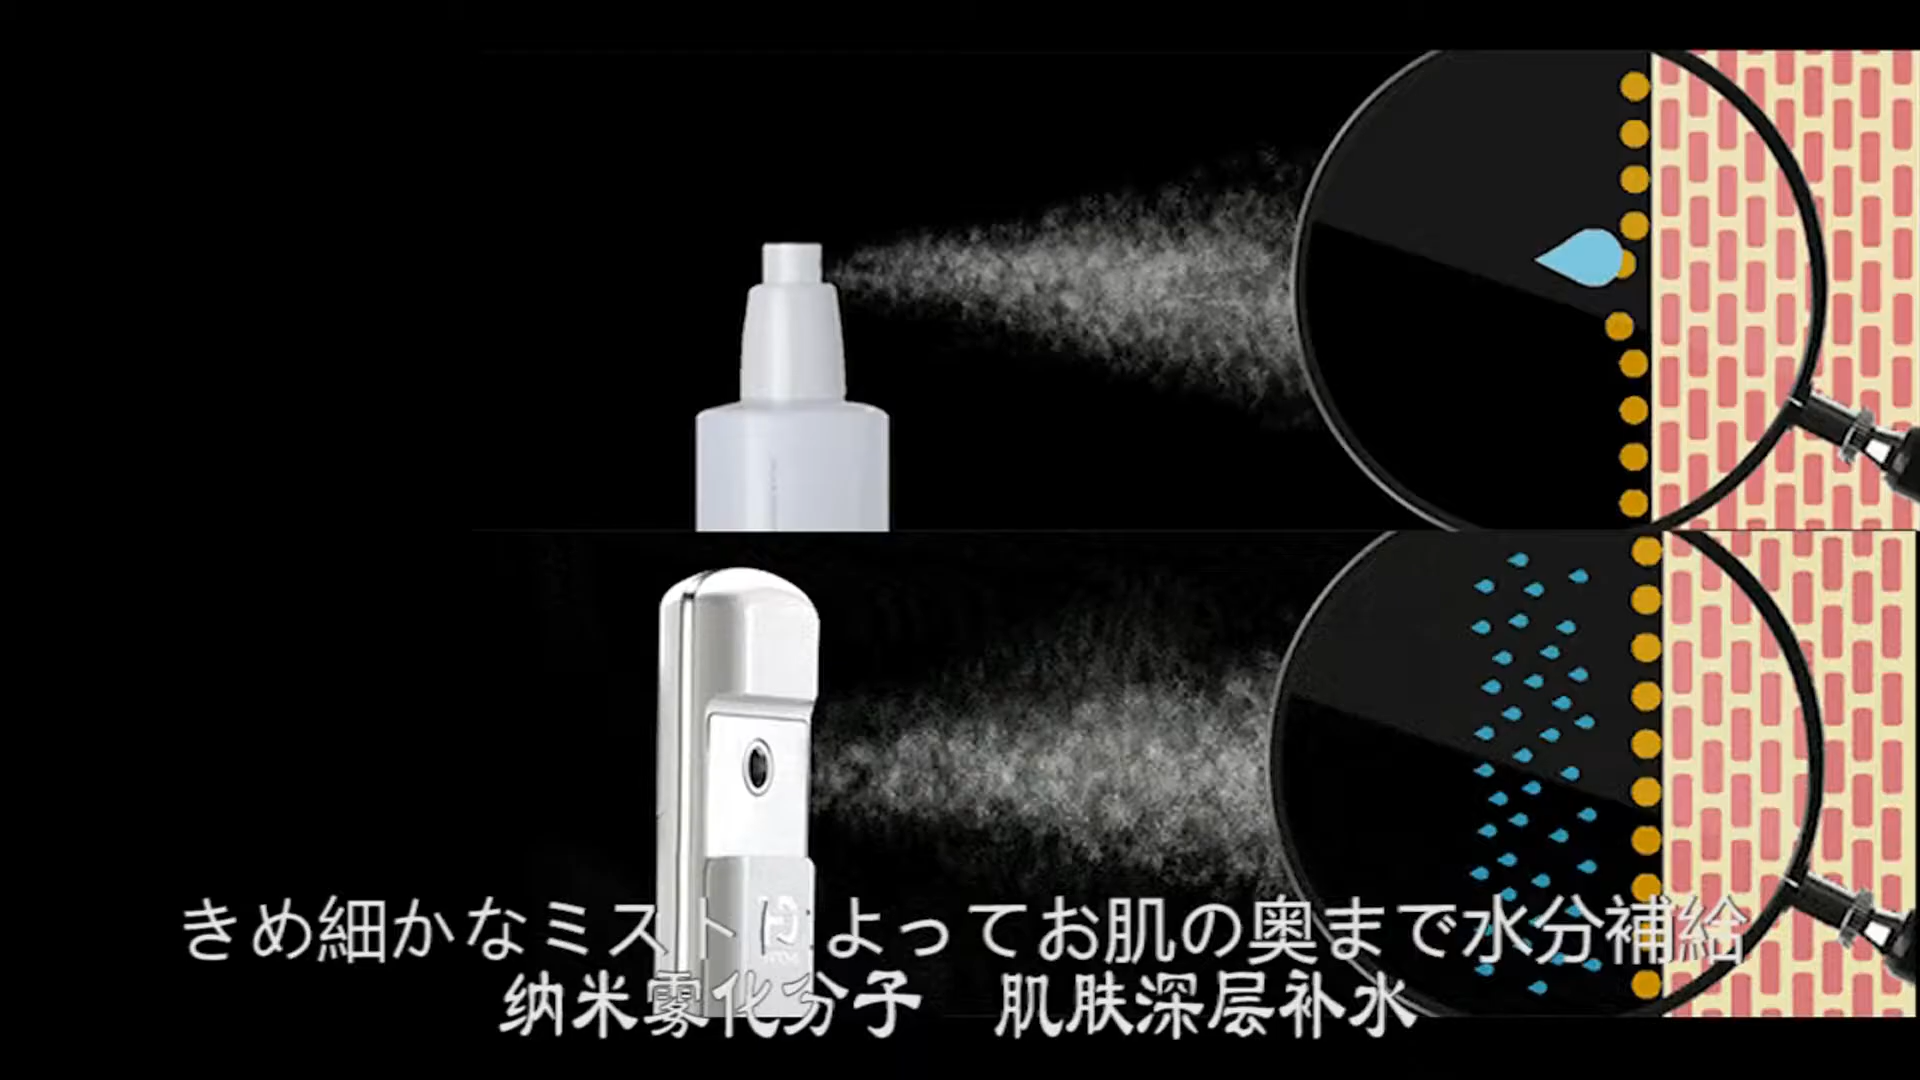 きめ細かなミストによってお肌の奥まで水分補給
纳米雾化分子　肌肤深层补水